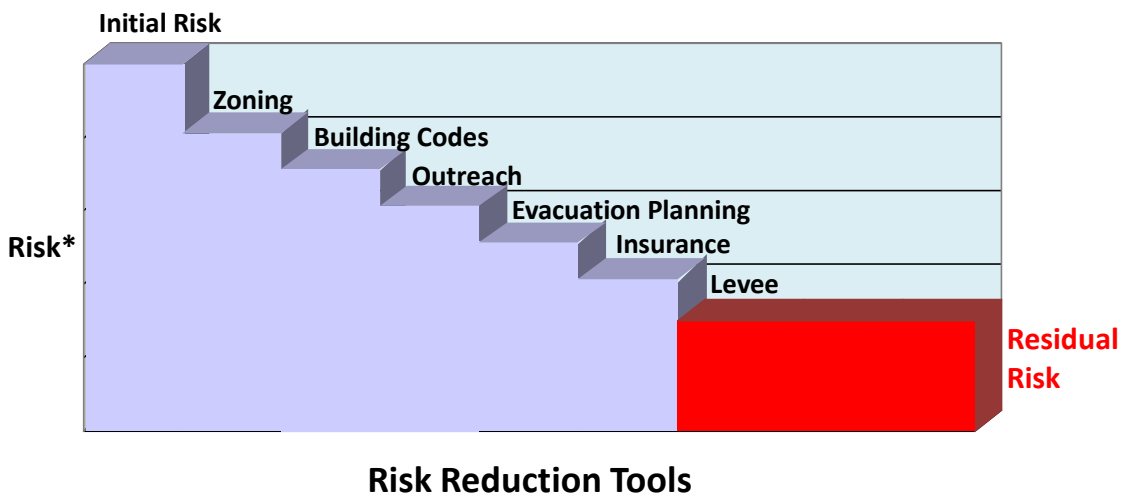 Initial Risk
Zoning
Building Codes
Outreach
Evacuation Planning
Insurance
Levee
Risk*
Residual
Risk
Risk Reduction Tools